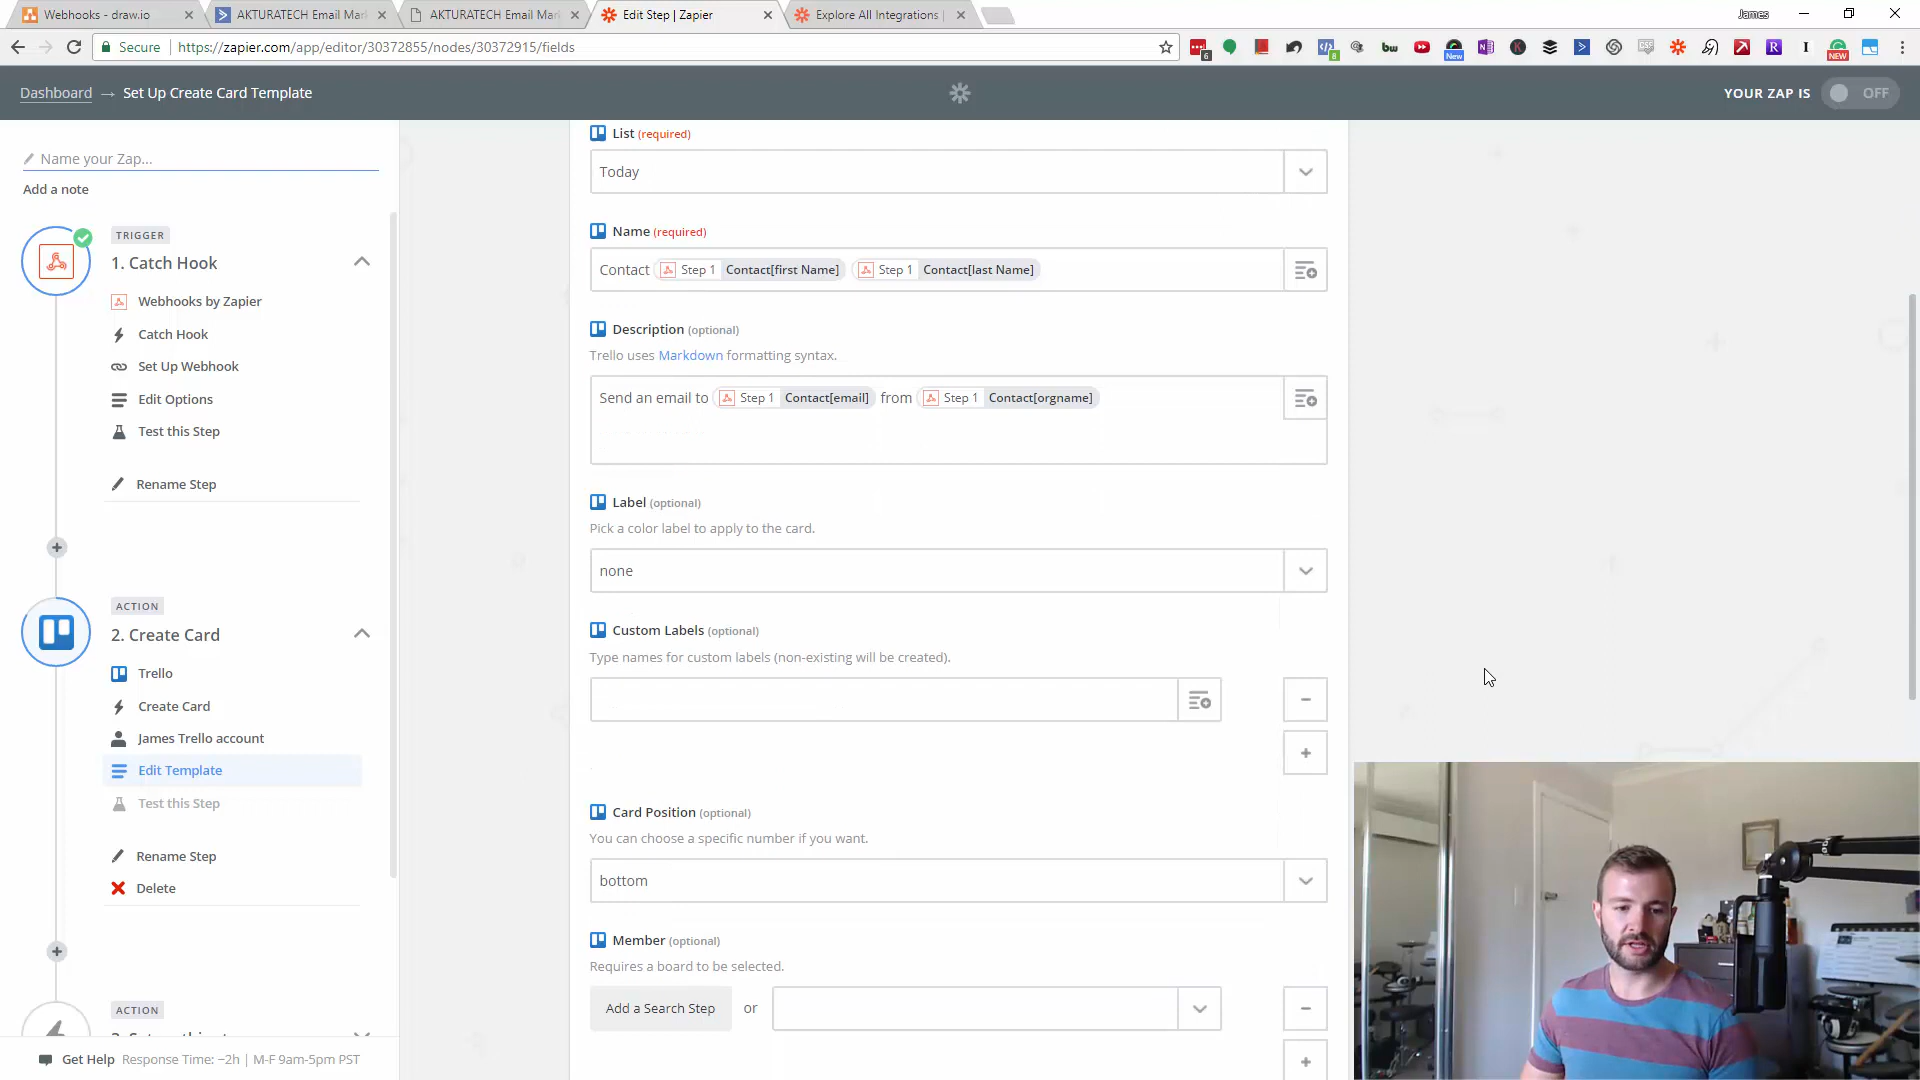 Webhooks - draw.io
AKTURATECH Email Mar
AKTURATECH Email Mar
Edit Step | Zapier
Explore All Integrations |
James
Secure
https://zapier.com/app/editor/30372855/nodes/30372915/fields
Dashboard → Set Up Create Card Template
YOUR ZAP IS
OFF
Name your Zap...
Add a note
TRIGGER
1. Catch Hook
Webhooks by Zapier
Catch Hook
Set Up Webhook
Edit Options
Test this Step
Rename Step
ACTION
2. Create Card
Trello
Create Card
James Trello account
Edit Template
Test this Step
Rename Step
Delete
ACTION
Get Help Response Time: ~2h | M-F 9am-5pm PST
List (required)
Today
Name (required)
Contact Step 1 Contact[first Name] Step 1 Contact[last Name]
Description (optional)
Trello uses Markdown formatting syntax.
Send an email to Step 1 Contact[email] from Step 1 Contact[orgname]
Label (optional)
Pick a color label to apply to the card.
none
Custom Labels (optional)
Type names for custom labels (non-existing will be created).
Card Position (optional)
You can choose a specific number if you want.
bottom
Member (optional)
Requires a board to be selected.
Add a Search Step or